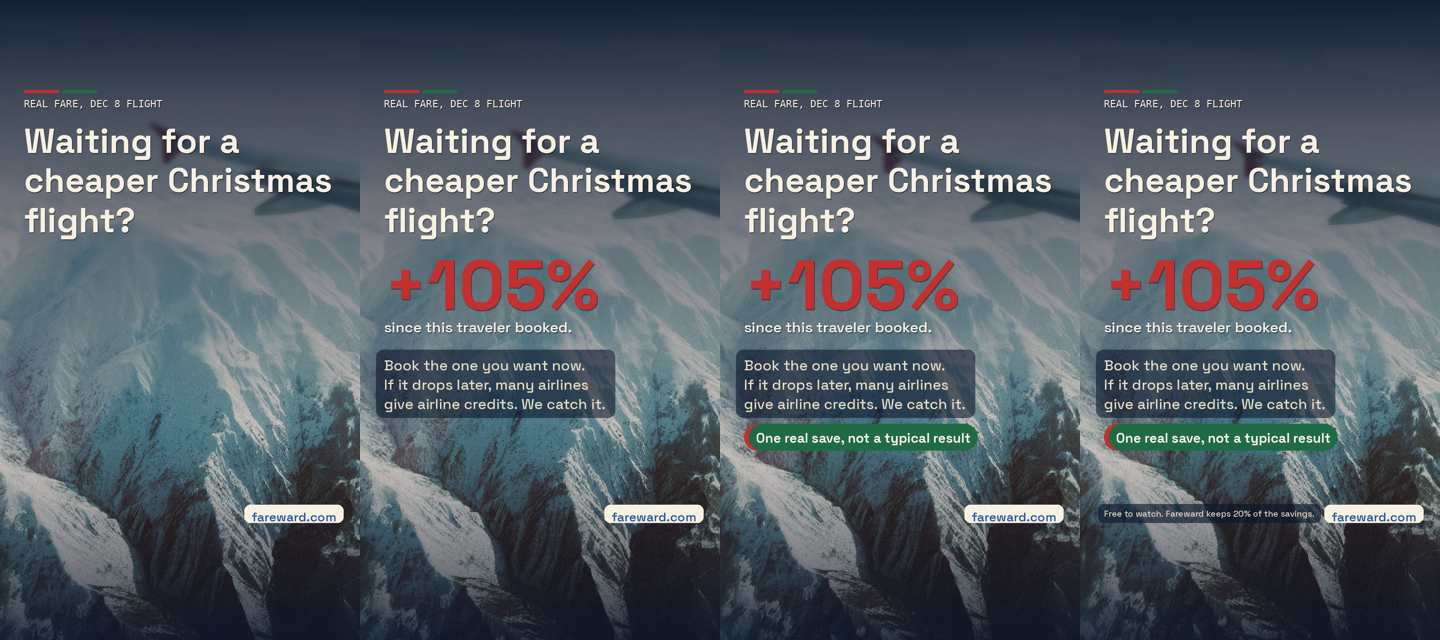 REAL FARE, DEC 8 FLIGHT
Waiting for a
cheaper Christmas
flight?
fareward.com
REAL FARE, DEC 8 FLIGHT
Waiting for a
cheaper Christmas
flight?
+105%
since this traveler booked.
Book the one you want now.
If it drops later, many airlines
give airline credits. We catch it.
fareward.com
REAL FARE, DEC 8 FLIGHT
Waiting for a
cheaper Christmas
flight?
+105%
since this traveler booked.
Book the one you want now.
If it drops later, many airlines
give airline credits. We catch it.
One real save, not a typical result
fareward.com
REAL FARE, DEC 8 FLIGHT
Waiting for a
cheaper Christmas
flight?
+105%
since this traveler booked.
Book the one you want now.
If it drops later, many airlines
give airline credits. We catch it.
One real save, not a typical result
Free to watch. Fareward keeps 20% of the savings.
fareward.com